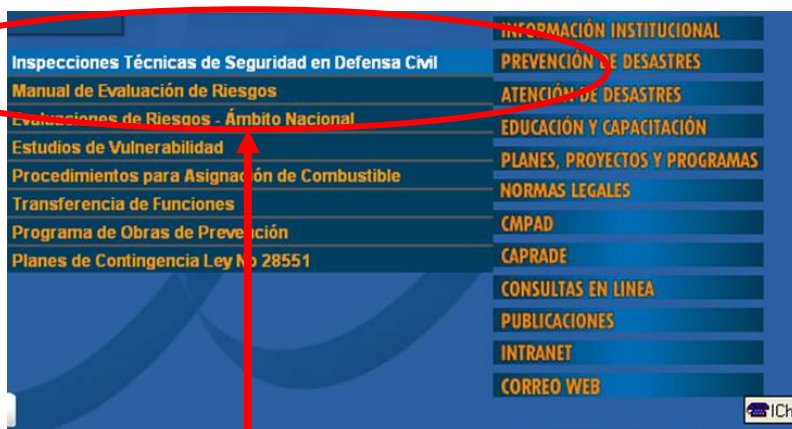 Inspecciones Técnicas de Seguridad en Defensa Civil
Manual de Evaluación de Riesgos
Evaluaciones de Riesgos - Ámbito Nacional
Estudios de Vulnerabilidad
Procedimientos para Asignación de Combustible
Transferencia de Funciones
Programa de Obras de Prevención
Planes de Contingencia Ley No 28551
INFORMACIÓN INSTITUCIONAL
PREVENCIÓN DE DESASTRES
ATENCIÓN DE DESASTRES
EDUCACIÓN Y CAPACITACIÓN
PLANES, PROYECTOS Y PROGRAMAS
NORMAS LEGALES
CMPAD
CAPRADE
CONSULTAS EN LINEA
PUBLICACIONES
INTRANET
CORREO WEB